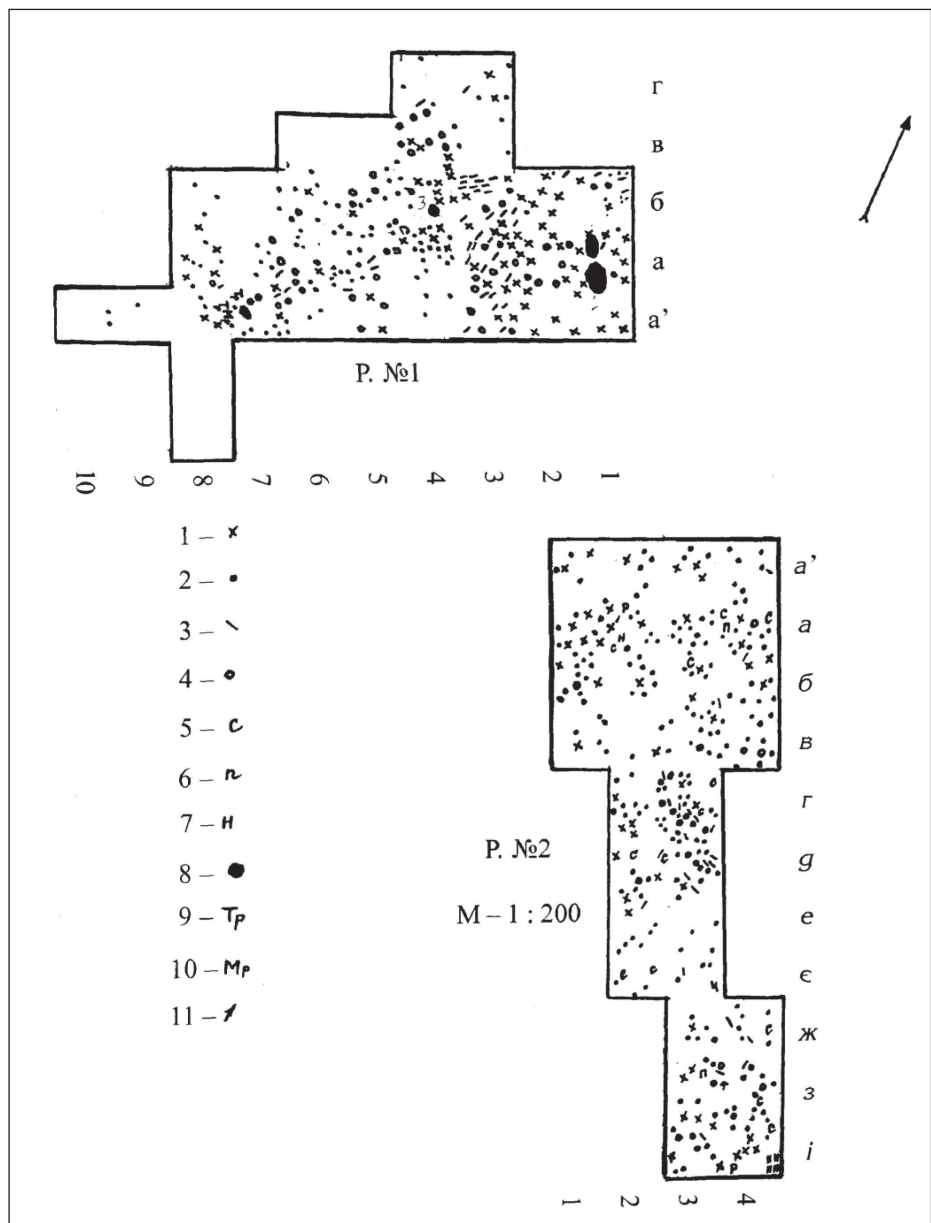 г
в
б
а
а’
Р. №1
10 9 8 7 6 5 4 3 2 1
1 – x
2 – •
3 –
4 –
5 – с
6 – п
7 – н
8 –
9 – Тр
10 – Мр
11 –
Р. №2
М – 1 : 200
а’
а
б
в
г
д
е
є
ж
з
і
1 2 3 4